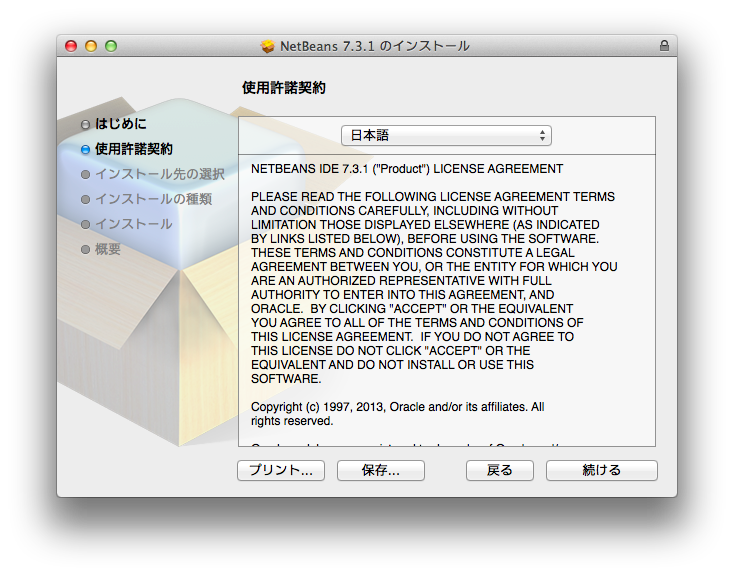 NetBeans 7.3.1 のインストール
使用許諾契約
はじめに
使用許諾契約
インストール先の選択
インストールの種類
インストール
概要
日本語
NETBEANS IDE 7.3.1 ("Product") LICENSE AGREEMENT
PLEASE READ THE FOLLOWING LICENSE AGREEMENT TERMS
AND CONDITIONS CAREFULLY, INCLUDING WITHOUT
LIMITATION THOSE DISPLAYED ELSEWHERE (AS INDICATED
BY LINKS LISTED BELOW), BEFORE USING THE SOFTWARE.
THESE TERMS AND CONDITIONS CONSTITUTE A LEGAL
AGREEMENT BETWEEN YOU, OR THE ENTITY FOR WHICH YOU
ARE AN AUTHORIZED REPRESENTATIVE WITH FULL
AUTHORITY TO ENTER INTO THIS AGREEMENT, AND
ORACLE.  BY CLICKING "ACCEPT" OR THE EQUIVALENT
YOU AGREE TO ALL OF THE TERMS AND CONDITIONS OF
THIS LICENSE AGREEMENT.  IF YOU DO NOT AGREE TO
THIS LICENSE DO NOT CLICK "ACCEPT" OR THE
EQUIVALENT AND DO NOT INSTALL OR USE THIS
SOFTWARE.
Copyright (c) 1997, 2013, Oracle and/or its affiliates. All
rights reserved.
プリント...
保存...
戻る
続ける